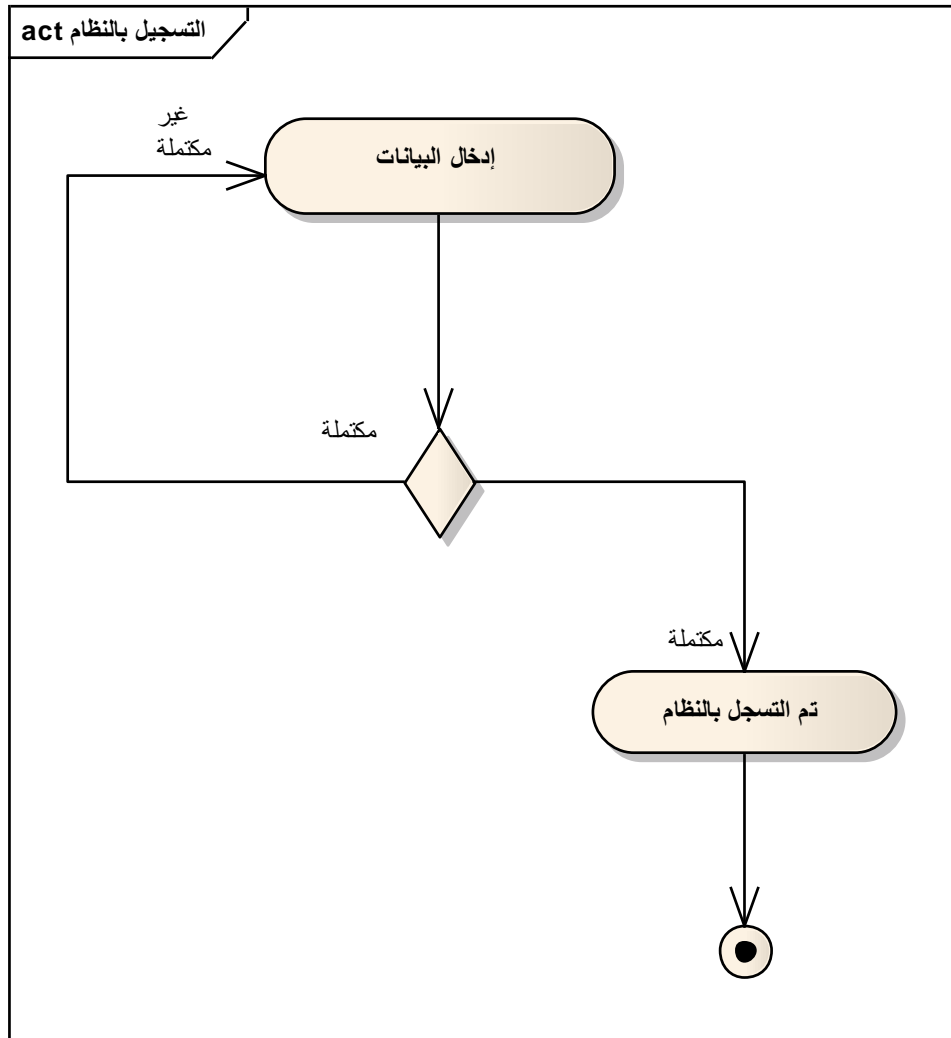 act التسجيل بالنظام
غير
مكتملة
إدخال البيانات
مكتملة
مكتملة
تم التسجل بالنظام